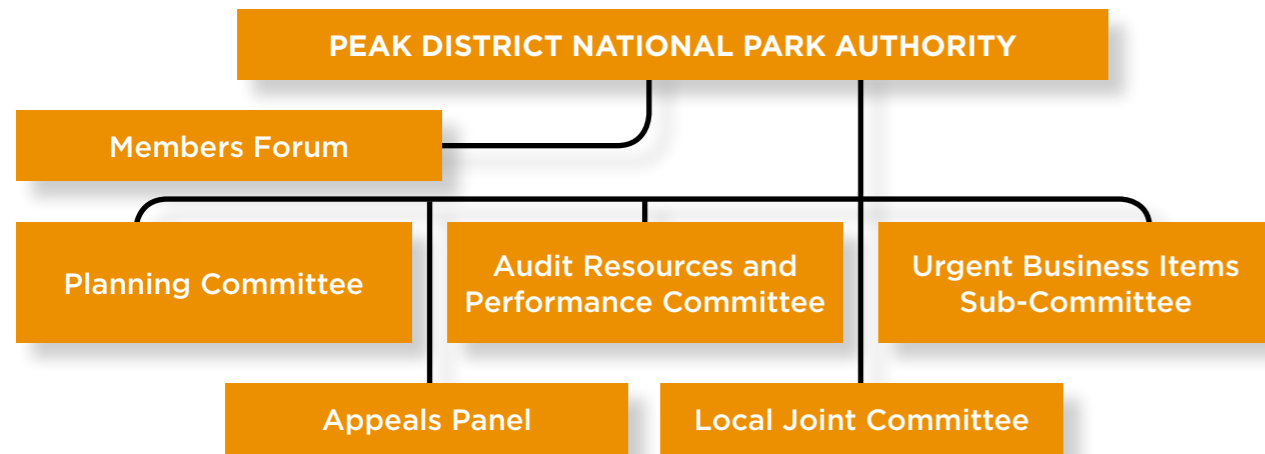 PEAK DISTRICT NATIONAL PARK AUTHORITY
Members Forum
Planning Committee
Audit Resources and
Performance Committee
Urgent Business Items
Sub-Committee
Appeals Panel
Local Joint Committee